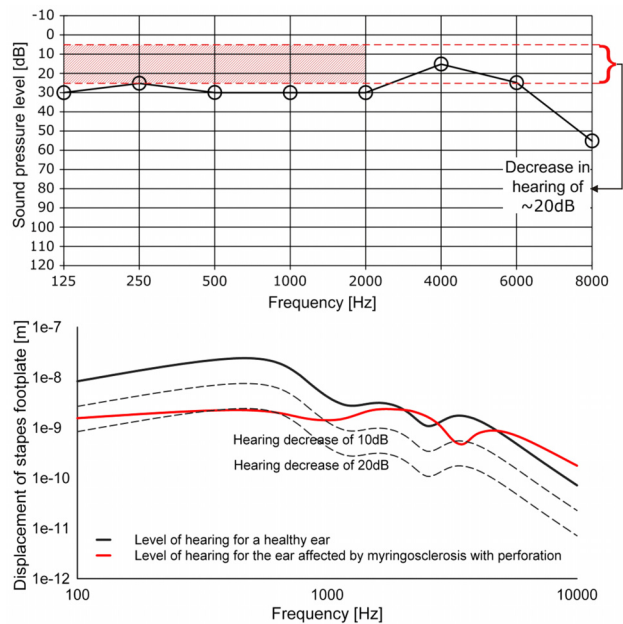 -10
0
10
20
30
40
50
60
70
80
90
100
110
120
Sound pressure level [dB]
Decrease in
hearing of
~20dB
125 250 500 1000 2000 4000 6000 8000
Frequency [Hz]
Displacement of stapes footplate [m]
1e-7
1e-8
1e-9
1e-10
1e-11
1e-12
Hearing decrease of 10dB
Hearing decrease of 20dB
Level of hearing for a healthy ear
Level of hearing for the ear affected by myringosclerosis with perforation
100 1000 10000
Frequency [Hz]